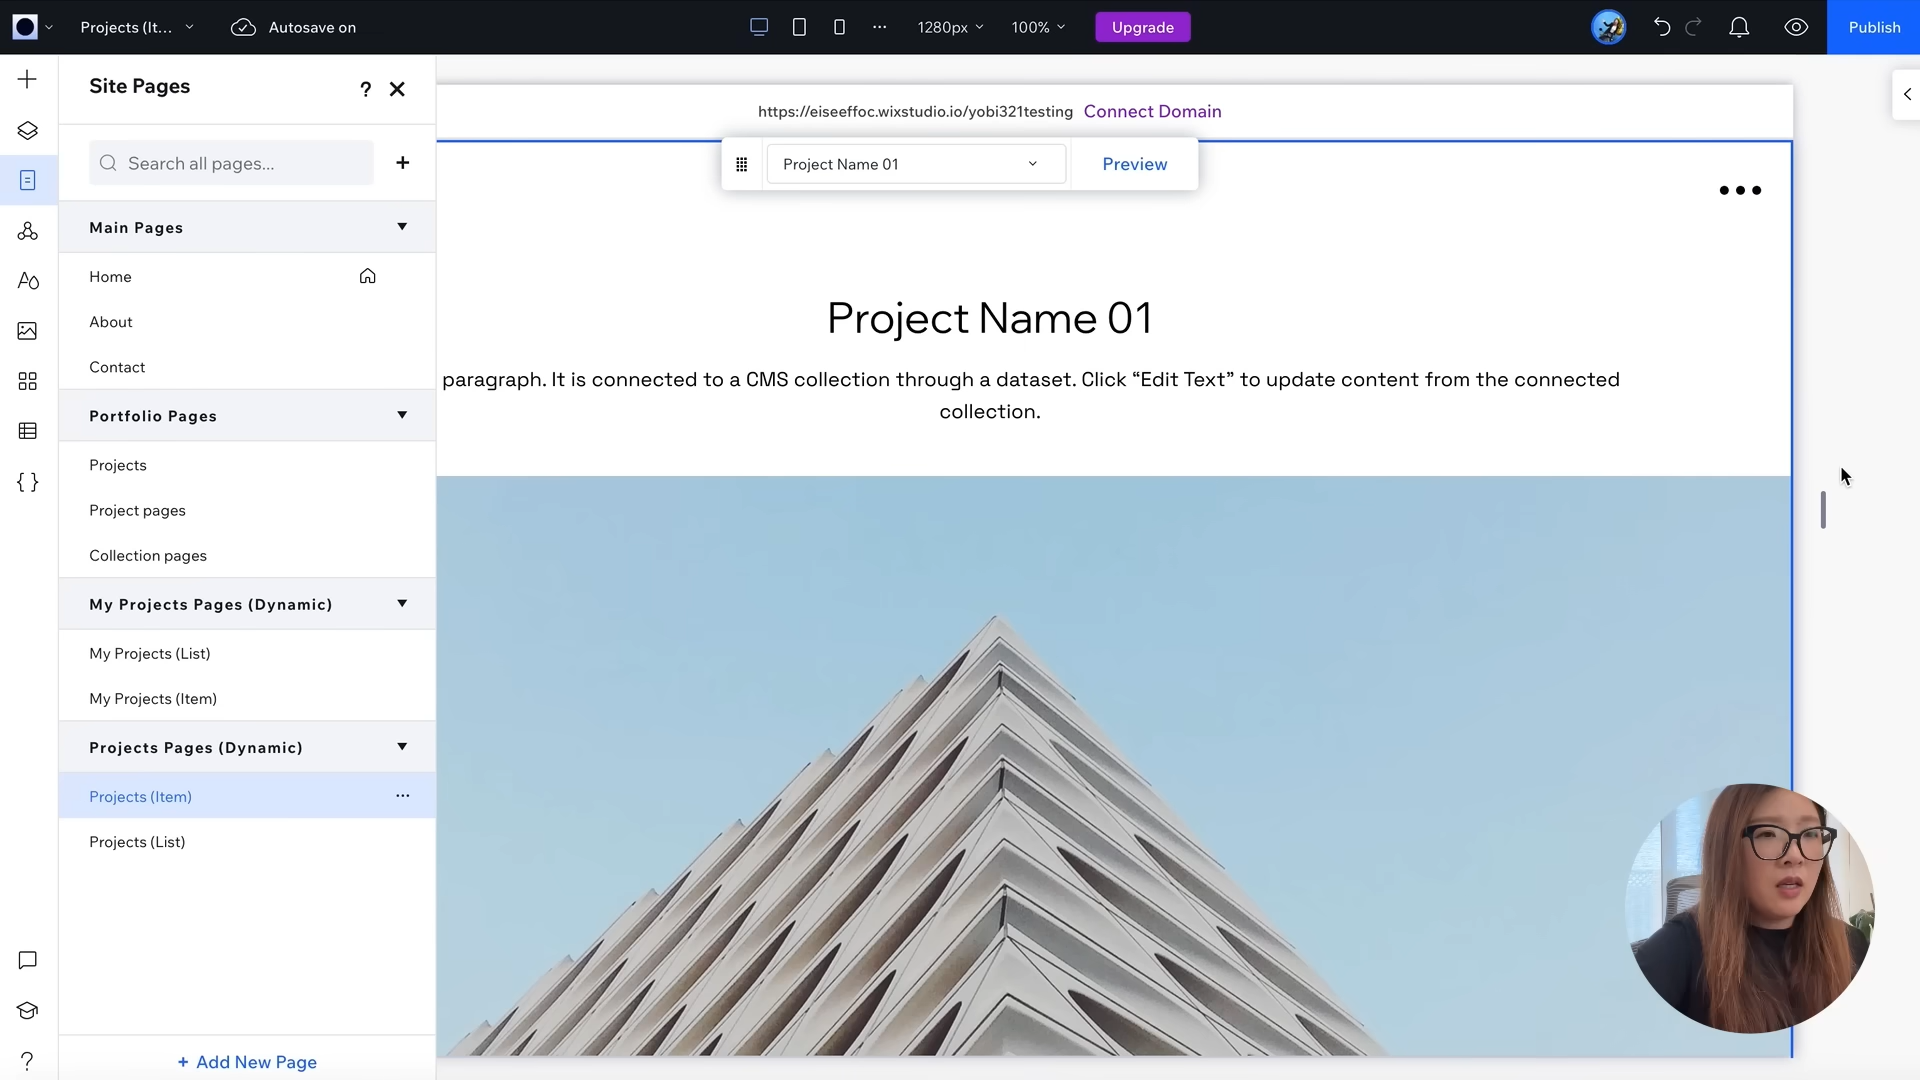 Projects (It...
Autosave on
1280px
100%
Upgrade
Publish
Site Pages
?
Search all pages...
Main Pages
Home
About
Contact
Portfolio Pages
Projects
Project pages
Collection pages
My Projects Pages (Dynamic)
My Projects (List)
My Projects (Item)
Projects Pages (Dynamic)
Projects (Item)
Projects (List)
+ Add New Page
https://eiseeffoc.wixstudio.io/yobi321testing Connect Domain
Project Name 01
Preview
Project Name 01
paragraph. It is connected to a CMS collection through a dataset. Click “Edit Text” to update content from the connected
collection.